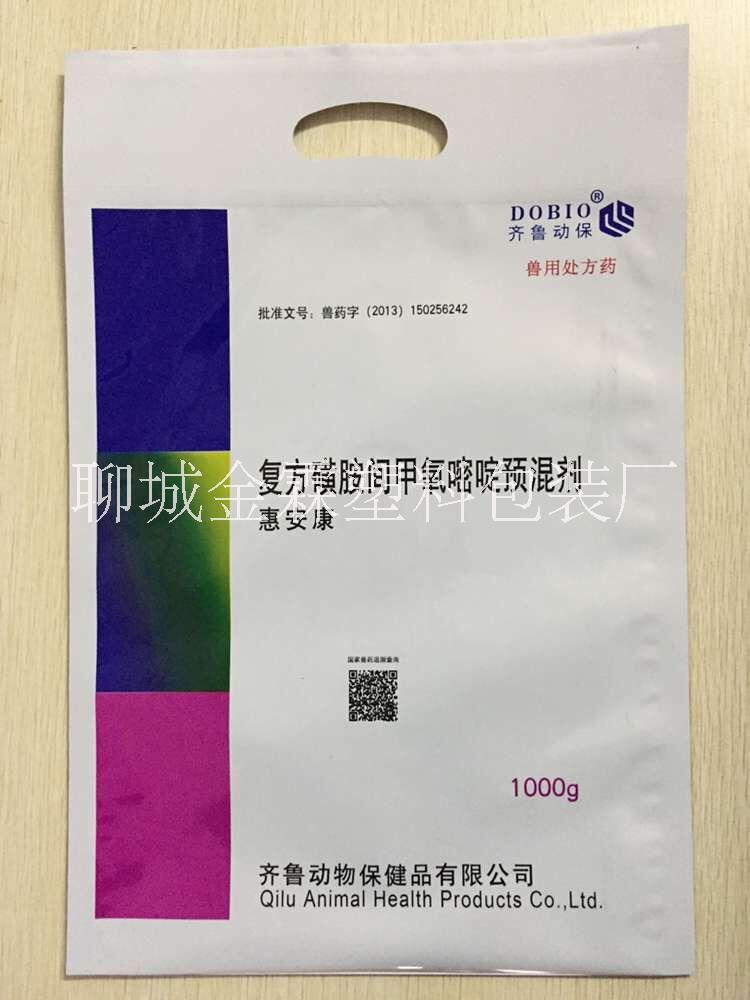 DOBIO®
齐鲁动保
兽用处方药
批准文号：兽药字（2013）150256242
复方磺胺间甲氧嘧啶预混剂
聊城金霖塑料包装厂
惠安康
国家兽药追溯查询
1000g
齐鲁动物保健品有限公司
Qilu Animal Health Products Co.,Ltd.